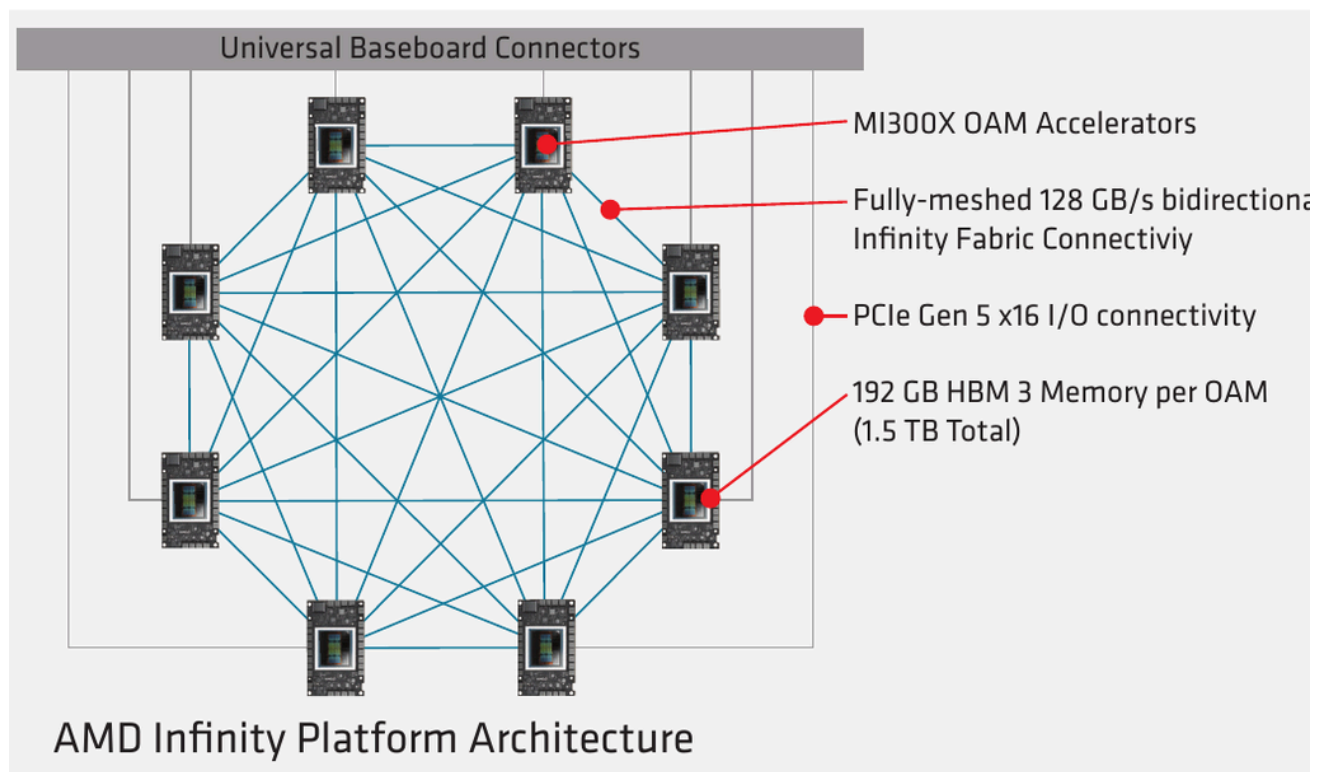 Universal Baseboard Connectors
MI300X OAM Accelerators
Fully-meshed 128 GB/s bidirectiona
Infinity Fabric Connectiviy
PCIe Gen 5 x16 I/O connectivity
192 GB HBM 3 Memory per OAM
(1.5 TB Total)
AMD Infinity Platform Architecture